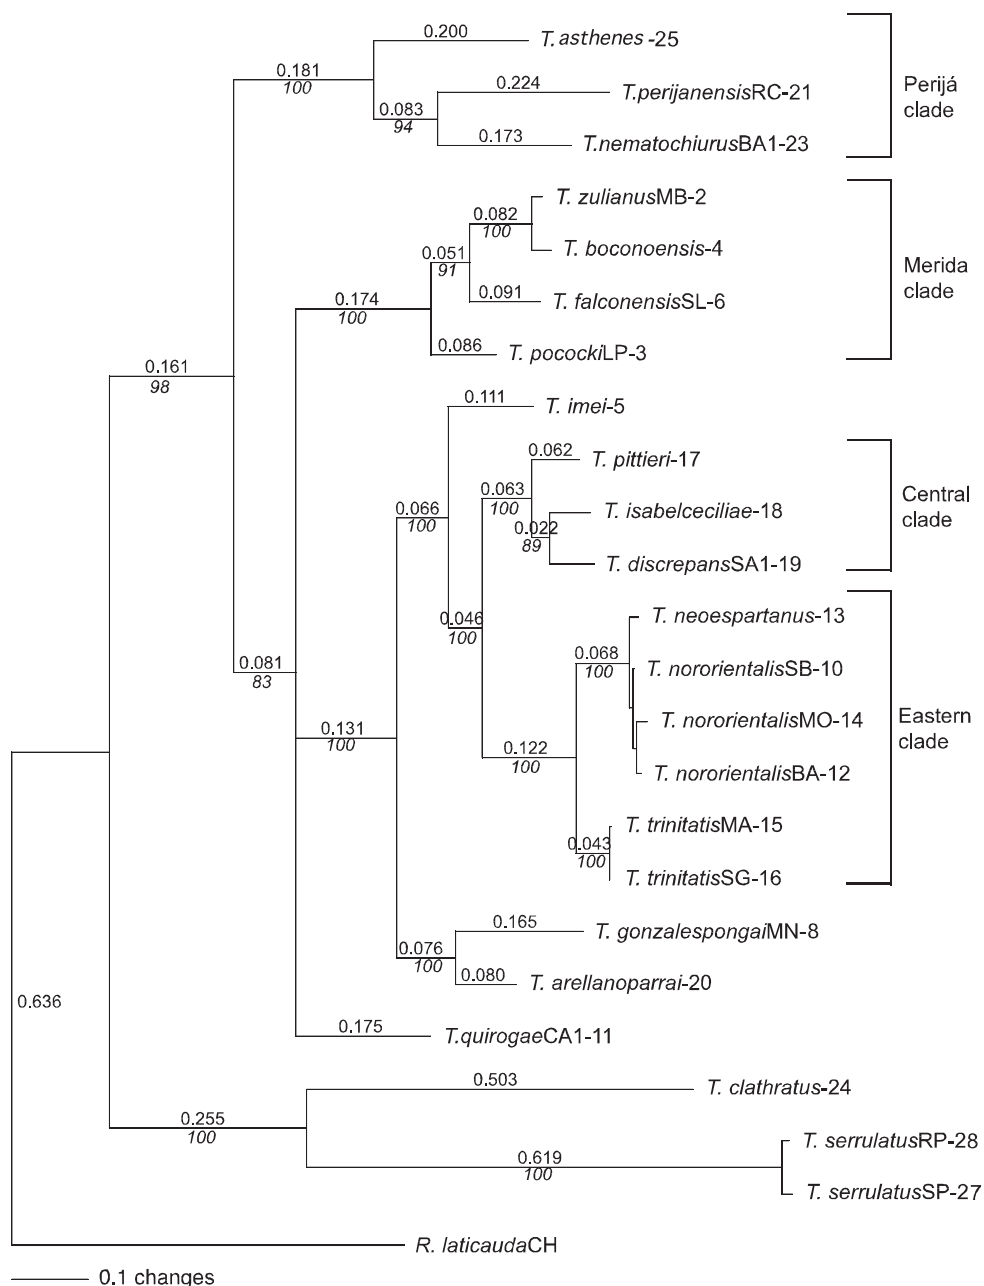 0.200
T. asthenes -25
0.181
100
0.224
T.perijanensisRC-21
Perijá
clade
0.083
94
0.173
T.nematochiurusBA1-23
T. zulianusMB-2
0.082
100
T. boconoensis-4
0.051
91
Merida
clade
0.091
T. falconensisSL-6
0.174
100
0.086
T. pocockiLP-3
0.161
98
0.111
T. imei-5
0.062
T. pittieri-17
0.063
100
Central
clade
0.066
100
T. isabelceciliae-18
0.022
89
T. discrepansSA1-19
T. neoespartanus-13
0.046
100
0.068
100
T. nororientalisSB-10
0.081
83
T. nororientalisMO-14
Eastern
clade
0.131
100
0.122
100
T. nororientalisBA-12
T. trinitatisMA-15
0.043
100
T. trinitatisSG-16
0.165
T. gonzalespongaiMN-8
0.076
100
0.080
T. arellanoparrai-20
0.636
0.175
T.quirogaeCA1-11
0.503
T. clathratus-24
0.255
100
T. serrulatusRP-28
0.619
100
T. serrulatusSP-27
R. laticaudaCH
0.1 changes